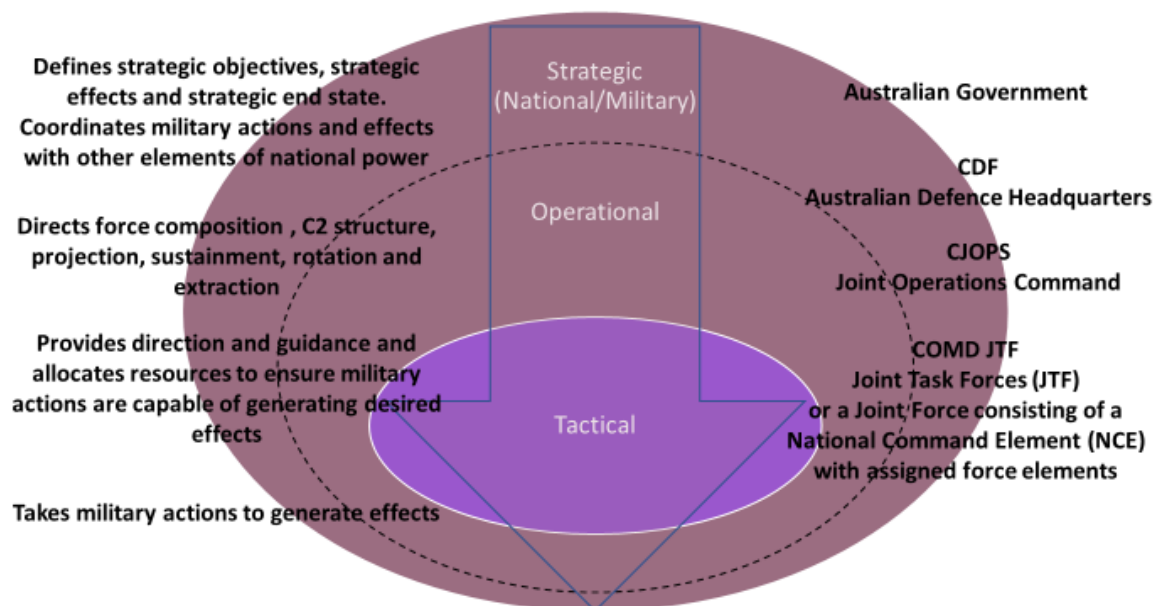 Defines strategic objectives, strategic
effects and strategic end state.
Coordinates military actions and effects
with other elements of national power
Directs force composition , C2 structure,
projection, sustainment, rotation and
extraction
Provides direction and guidance and
allocates resources to ensure military
actions are capable of generating desired
effects
Takes military actions to generate effects
Strategic
(National/Military)
Operational
Tactical
Australian Government
CDF
Australian Defence Headquarters
CJOPS
Joint Operations Command
COMD JTF
Joint Task Forces (JTF)
or a Joint Force consisting of a
National Command Element (NCE)
with assigned force elements